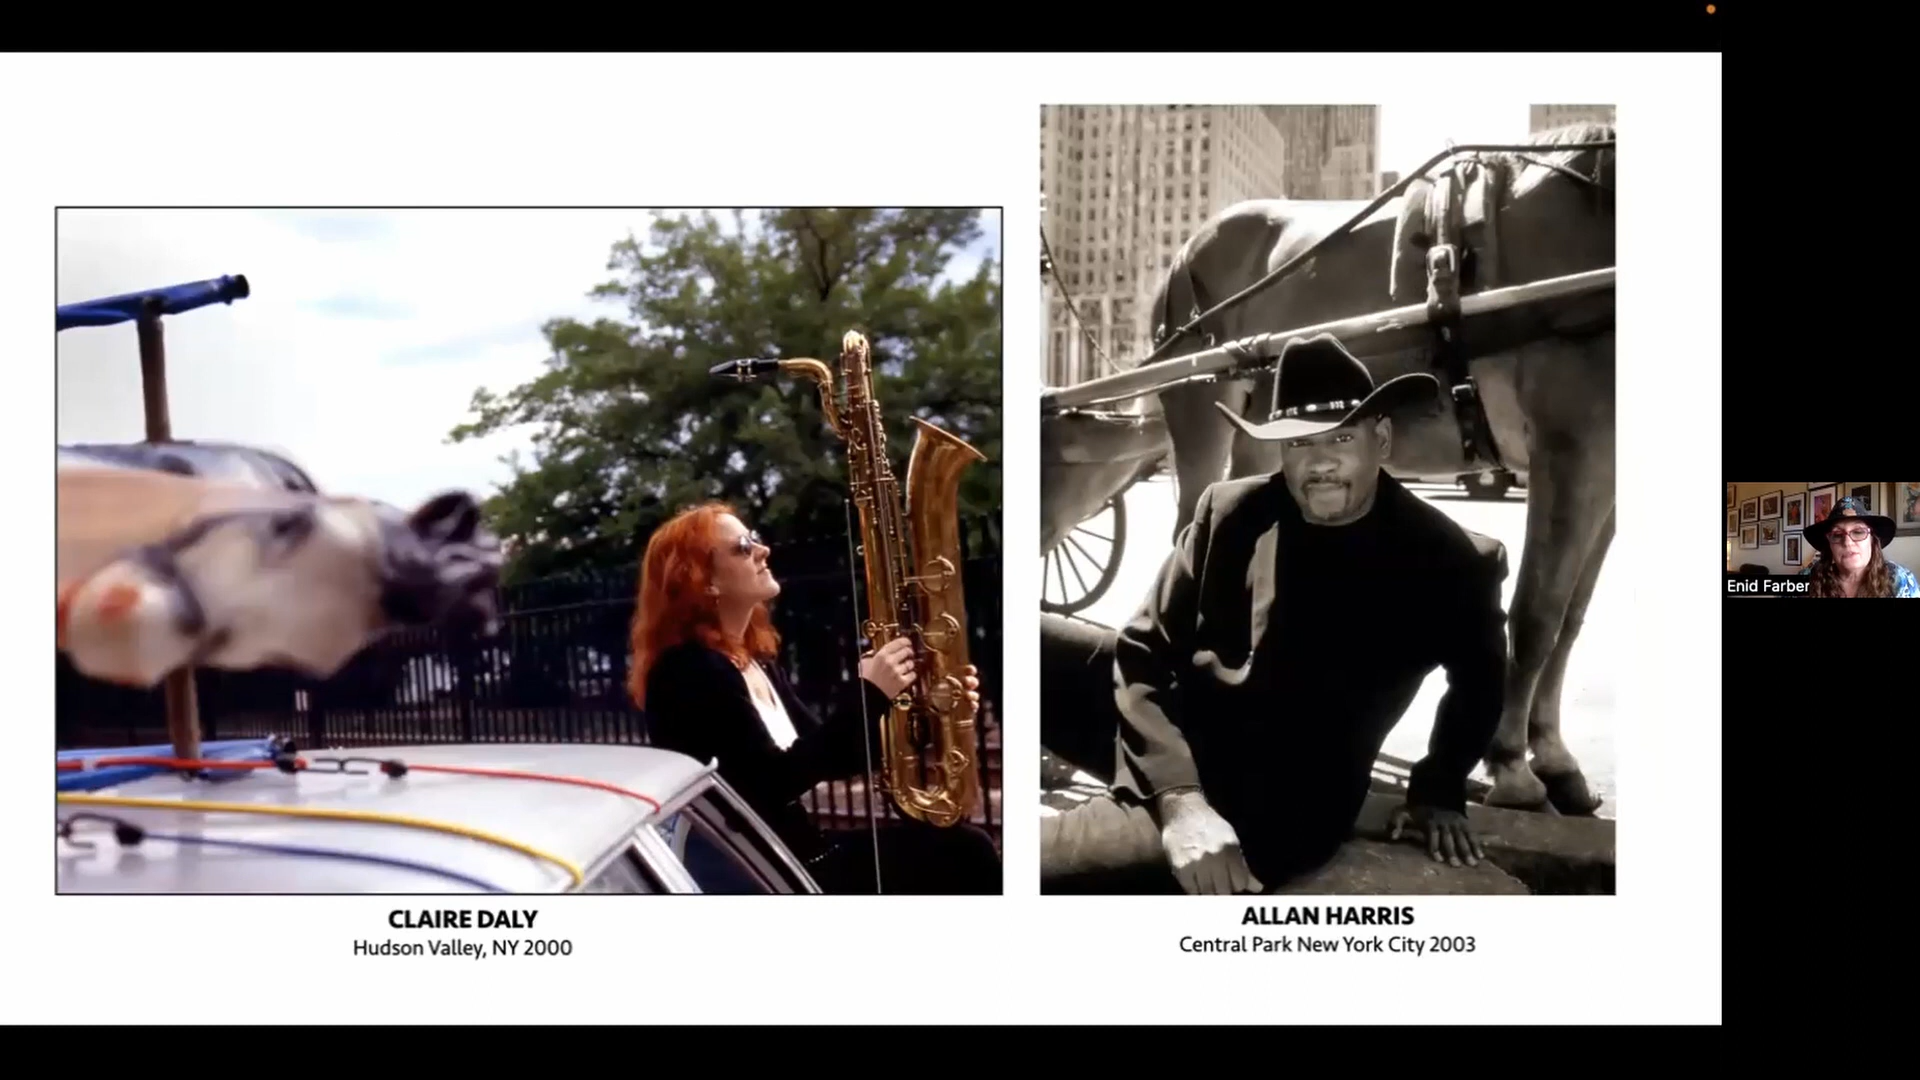 CLAIRE DALY
Hudson Valley, NY 2000
ALLAN HARRIS
Central Park New York City 2003
Enid Farber